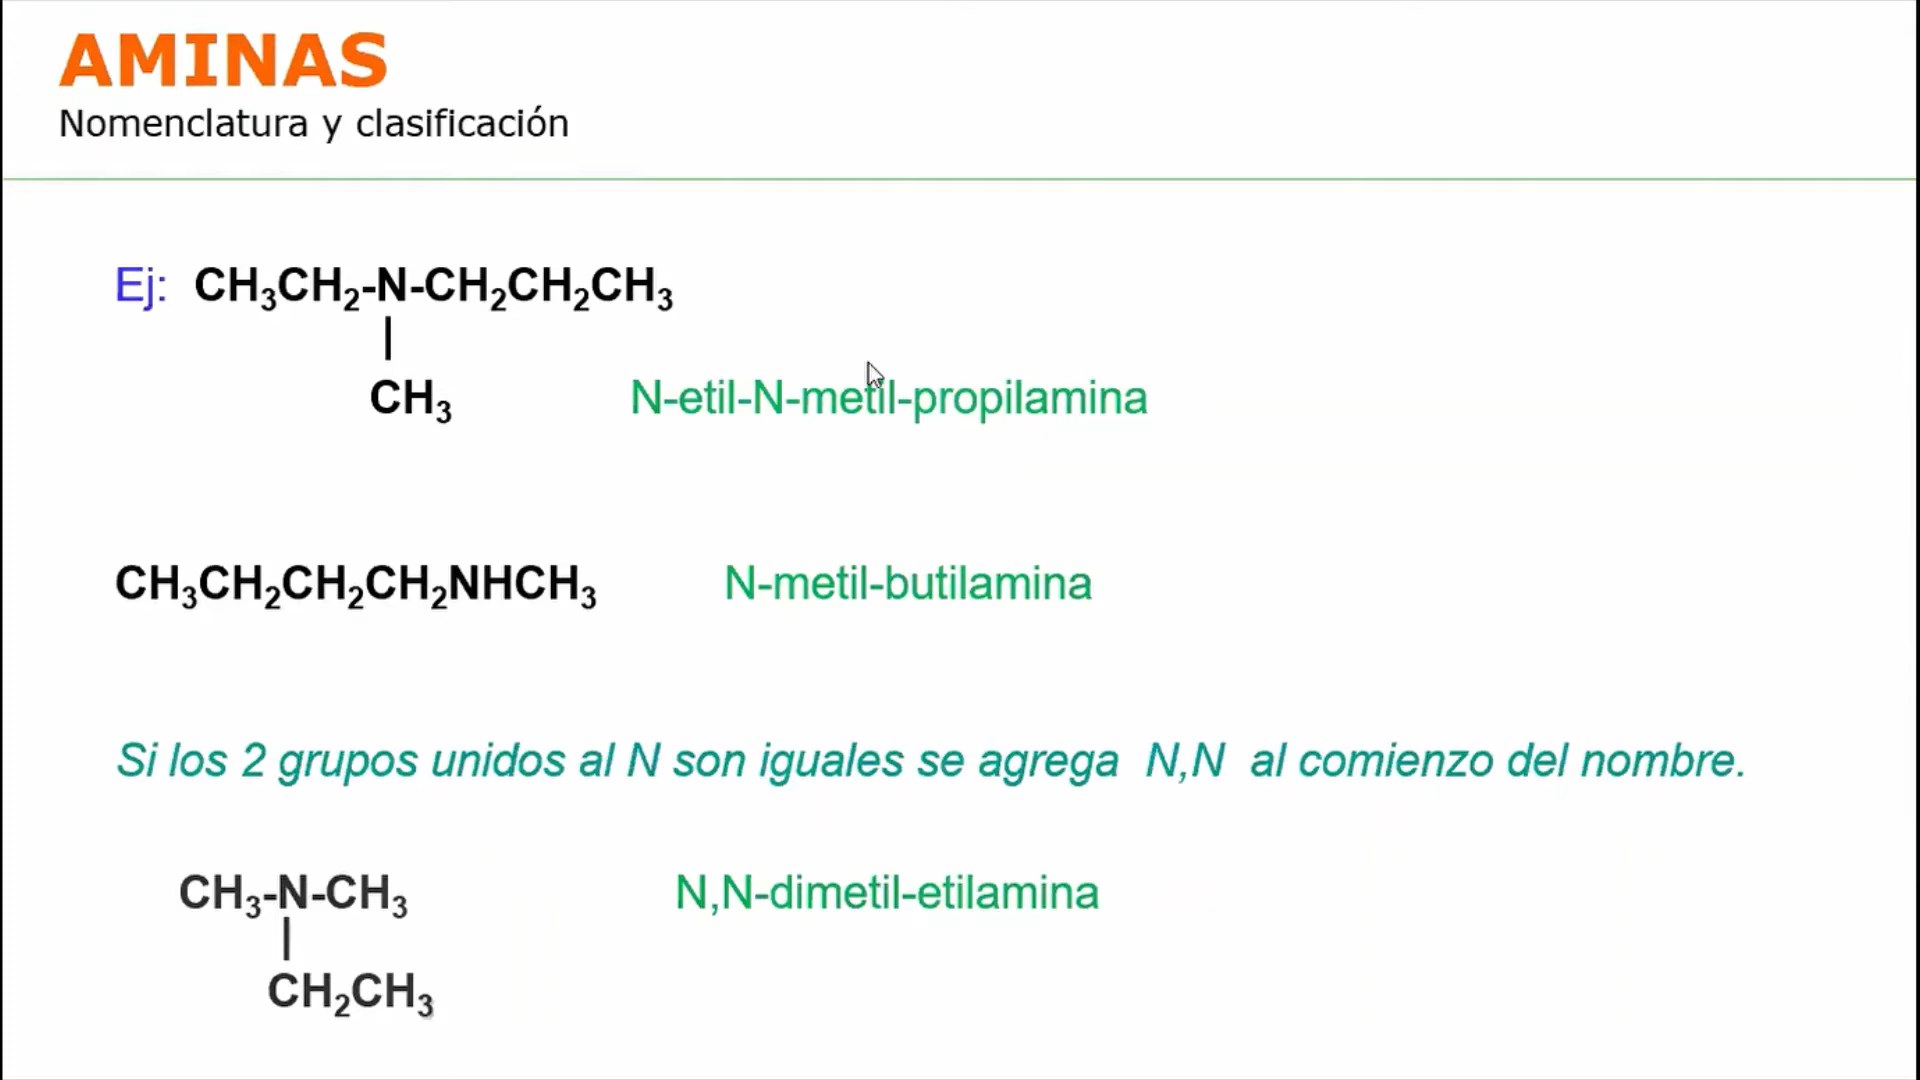 AMINAS
Nomenclatura y clasificación
Ej: CH₃CH₂-N-CH₂CH₂CH₃
|
CH₃ N-etil-N-metil-propilamina
CH₃CH₂CH₂CH₂NHCH₃ N-metil-butilamina
Si los 2 grupos unidos al N son iguales se agrega N,N al comienzo del nombre.
CH₃-N-CH₃ N,N-dimetil-etilamina
|
CH₂CH₃